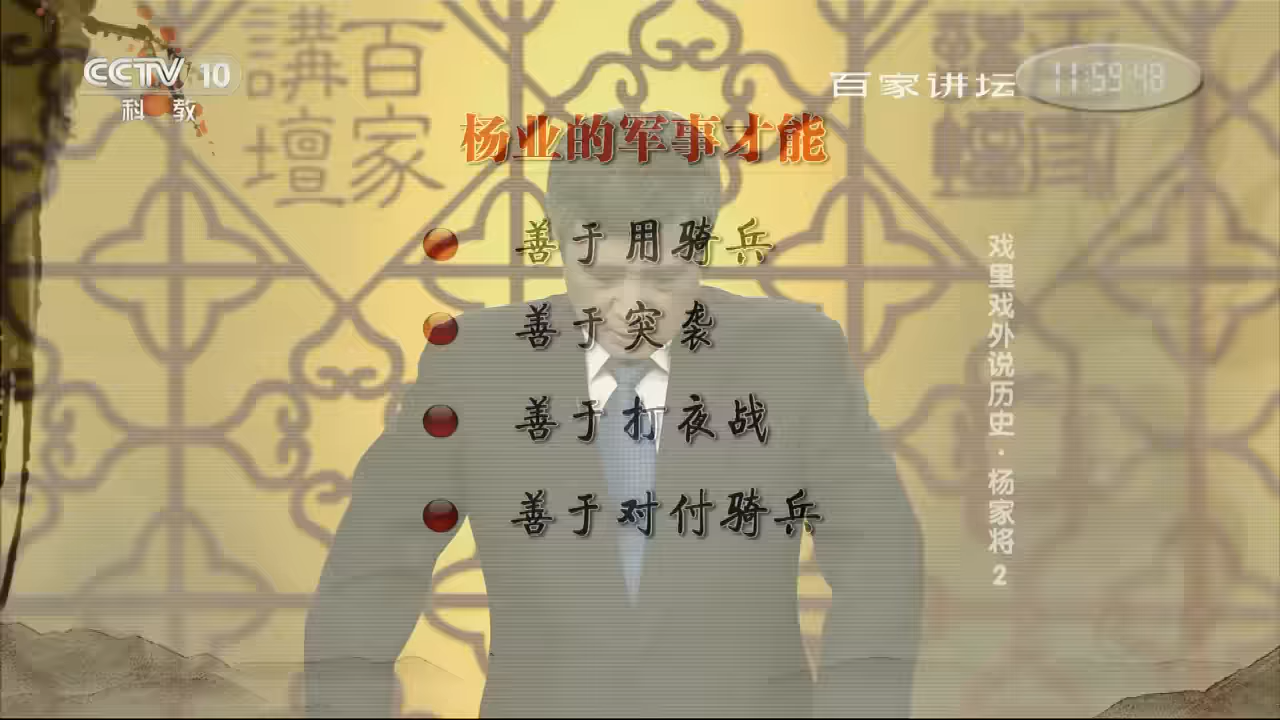 CCTV 10
科教
百家讲坛
11:59:48
百家
講壇
杨业的军事才能
善于用骑兵
善于突袭
善于打夜战
善于对付骑兵
戏里戏外说历史·杨家将2